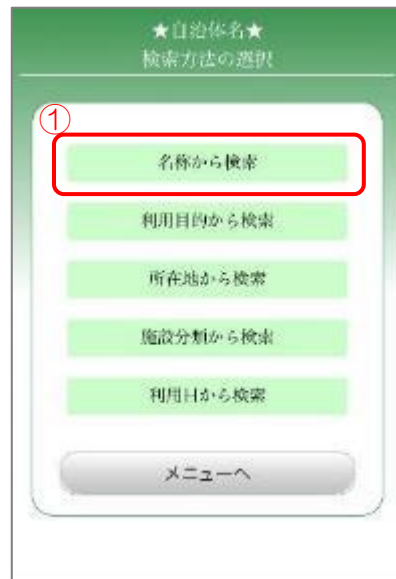 ★自治体名★
検索方法の選択
①
名称から検索
利用目的から検索
所在地から検索
施設分類から検索
利用日から検索
メニューへ